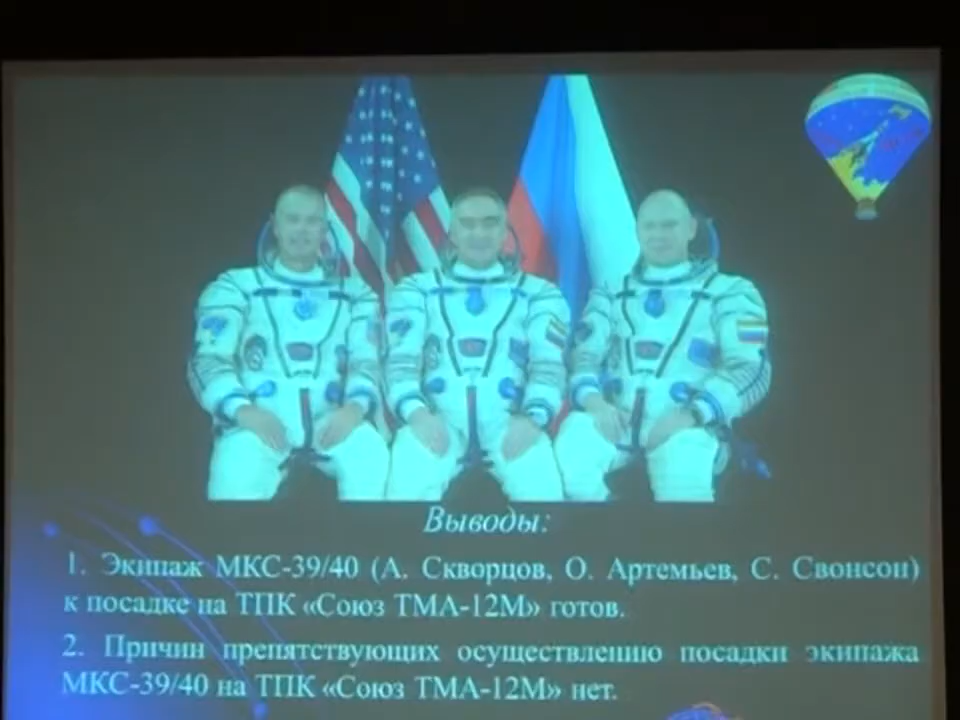 Выводы:
1. Экипаж МКС-39/40 (А. Скворцов, О. Артемьев, С. Свонсон)
к посадке на ТПК «Союз ТМА-12М» готов.
2. Причин препятствующих осуществлению посадки экипажа
МКС-39/40 на ТПК «Союз ТМА-12М» нет.